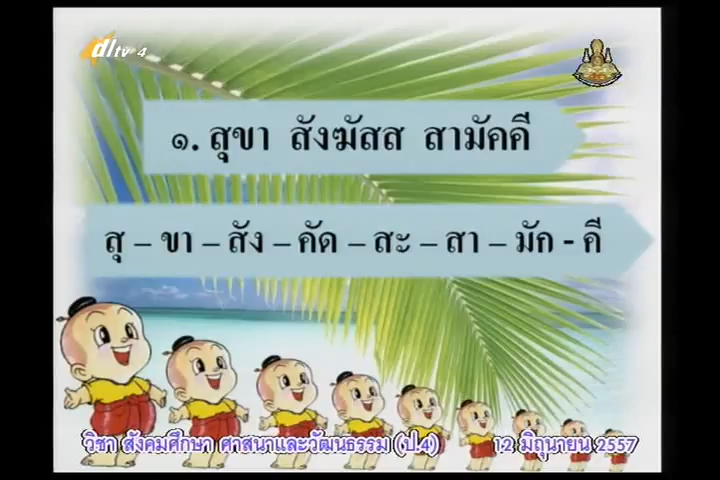 dltv 4
๑. สุขา สังฆัสส สามัคคี
สุ – ขา – สัง – คัด – สะ – สา – มัค - คี
วิชา สังคมศึกษา ศาสนาและวัฒนธรรม (ป.4) 12 มิถุนายน 2557